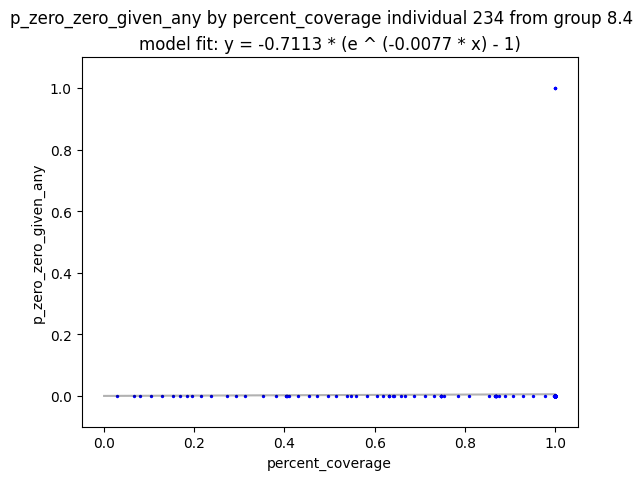 p_zero_zero_given_any by percent_coverage individual 234 from group 8.4
model fit: y = -0.7113 * (e ^ (-0.0077 * x) - 1)
1.0
0.8
0.6
0.4
0.2
0.0
p_zero_zero_given_any
0.0 0.2 0.4 0.6 0.8 1.0
percent_coverage